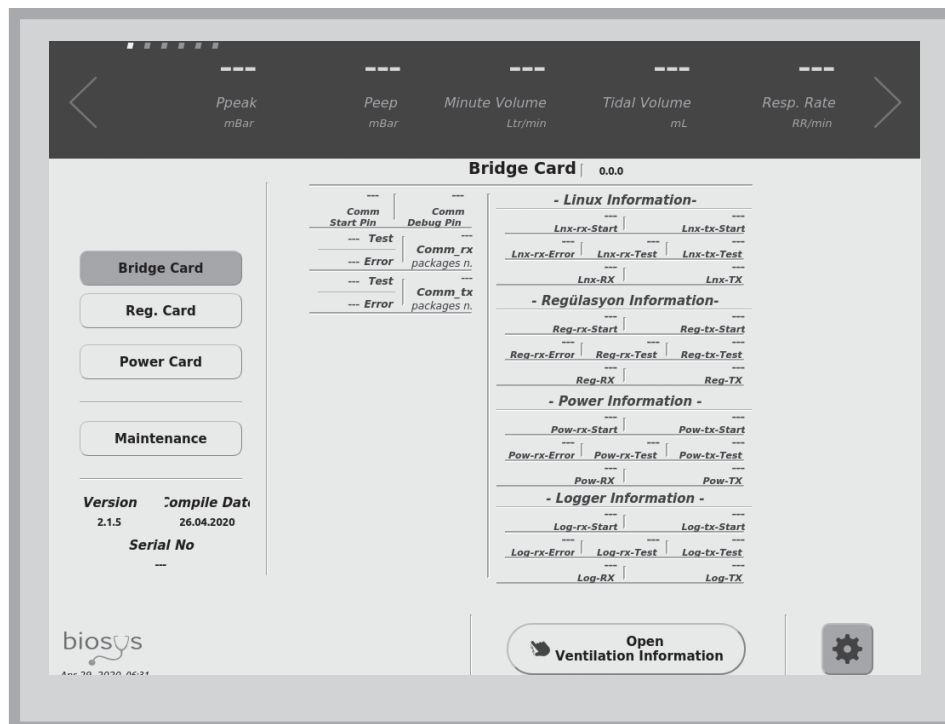 --- --- --- --- ---
Ppeak Peep Minute Volume Tidal Volume Resp. Rate
mBar mBar Ltr/min mL RR/min
Bridge Card 0.0.0
Bridge Card
Reg. Card
Power Card
Maintenance
Version Compile Date
2.1.5 26.04.2020
Serial No
---
--- ---
Comm Comm
Start Pin Debug Pin
--- Test ---
Comm_rx
--- Error packages n.
--- Test ---
Comm_tx
--- Error packages n.
- Linux Information-
--- ---
Lnx-rx-Start Lnx-tx-Start
--- --- ---
Lnx-rx-Error Lnx-rx-Test Lnx-tx-Test
--- ---
Lnx-RX Lnx-TX
- Regülasyon Information-
--- ---
Reg-rx-Start Reg-tx-Start
--- --- ---
Reg-rx-Error Reg-rx-Test Reg-tx-Test
--- ---
Reg-RX Reg-TX
- Power Information -
--- ---
Pow-rx-Start Pow-tx-Start
--- --- ---
Pow-rx-Error Pow-rx-Test Pow-tx-Test
--- ---
Pow-RX Pow-TX
- Logger Information -
--- ---
Log-rx-Start Log-tx-Start
--- --- ---
Log-rx-Error Log-rx-Test Log-tx-Test
--- ---
Log-RX Log-TX
biosys
Apr 29, 2020, 06:31
Open
Ventilation Information